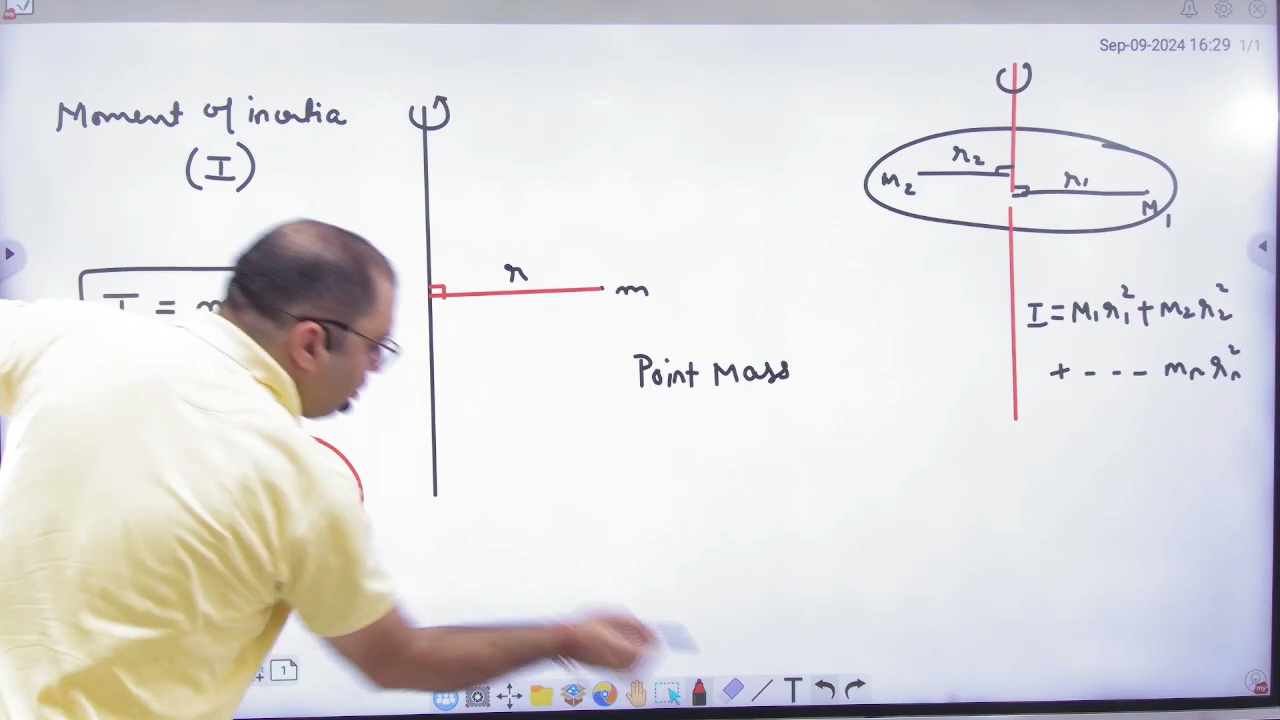 Sep-09-2024 16:29 1/1
Moment of inertia
(I)
I = m
r
m
Point Mass
r₂
M₂
r₁
M₁
I = M₁r₁² + M₂r₂²
+ - - - mₙrₙ²
1
T